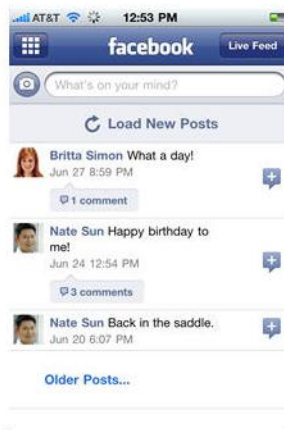 AT&T 12:53 PM
facebook Live Feed
What's on your mind?
Load New Posts
Britta Simon What a day!
Jun 27 8:59 PM
1 comment
Nate Sun Happy birthday to
me!
Jun 24 12:54 PM
3 comments
Nate Sun Back in the saddle.
Jun 20 6:07 PM
Older Posts...